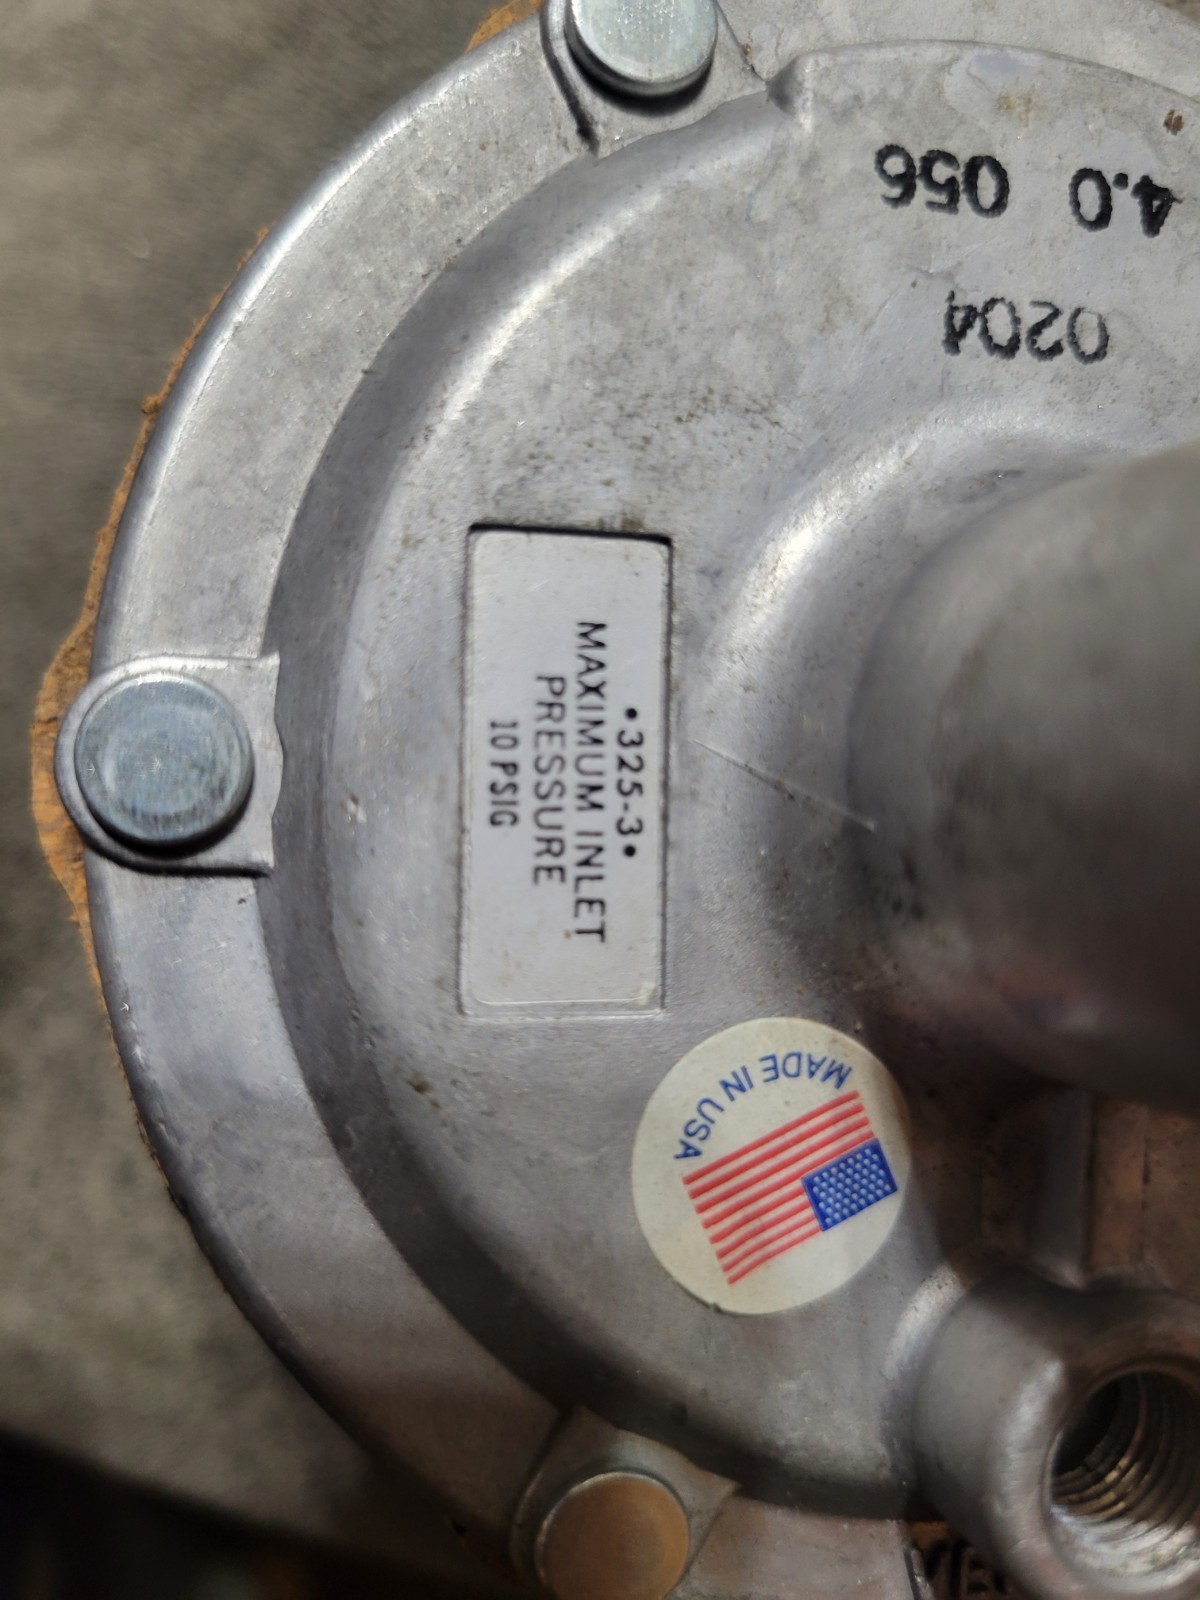 4.0 056
0204
•325-3•
MAXIMUM INLET
PRESSURE
10 PSIG
MADE IN USA